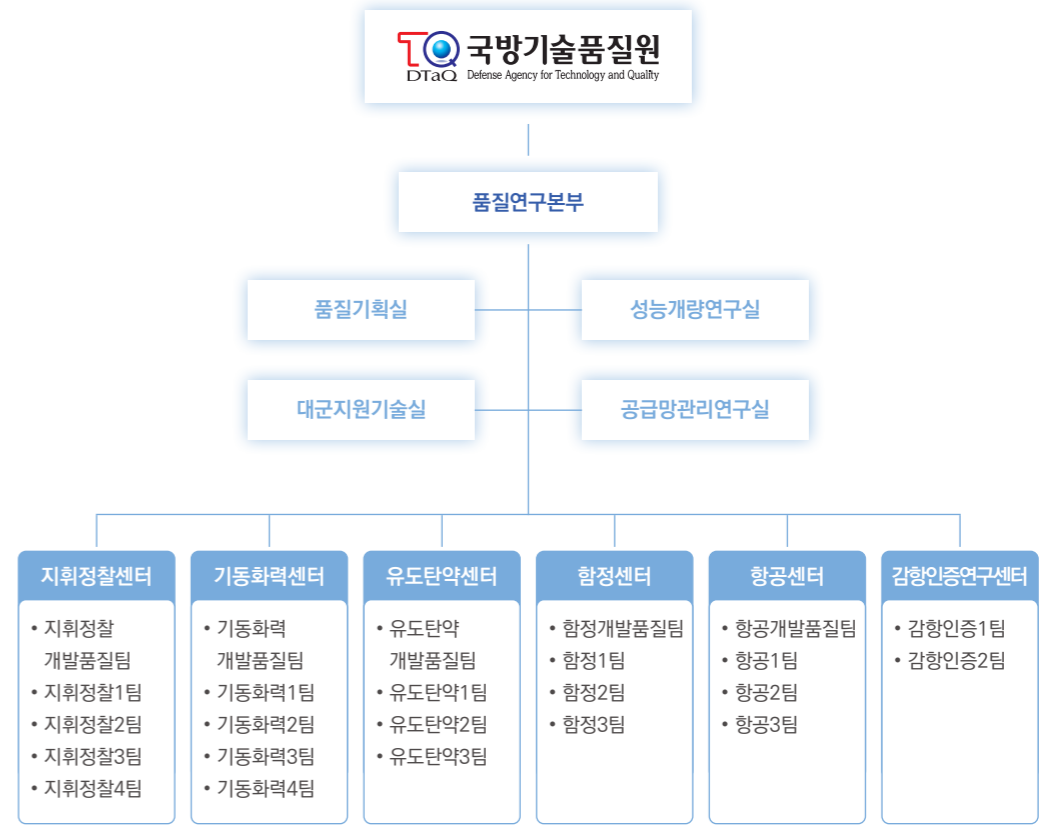 국방기술품질원
DTaQ Defense Agency for Technology and Quality
품질연구본부
품질기획실
성능개량연구실
대군지원기술실
공급망관리연구실
지휘정찰센터
• 지휘정찰
개발품질팀
• 지휘정찰1팀
• 지휘정찰2팀
• 지휘정찰3팀
• 지휘정찰4팀
기동화력센터
• 기동화력
개발품질팀
• 기동화력1팀
• 기동화력2팀
• 기동화력3팀
• 기동화력4팀
유도탄약센터
• 유도탄약
개발품질팀
• 유도탄약1팀
• 유도탄약2팀
• 유도탄약3팀
함정센터
• 함정개발품질팀
• 함정1팀
• 함정2팀
• 함정3팀
항공센터
• 항공개발품질팀
• 항공1팀
• 항공2팀
• 항공3팀
감항인증연구센터
• 감항인증1팀
• 감항인증2팀